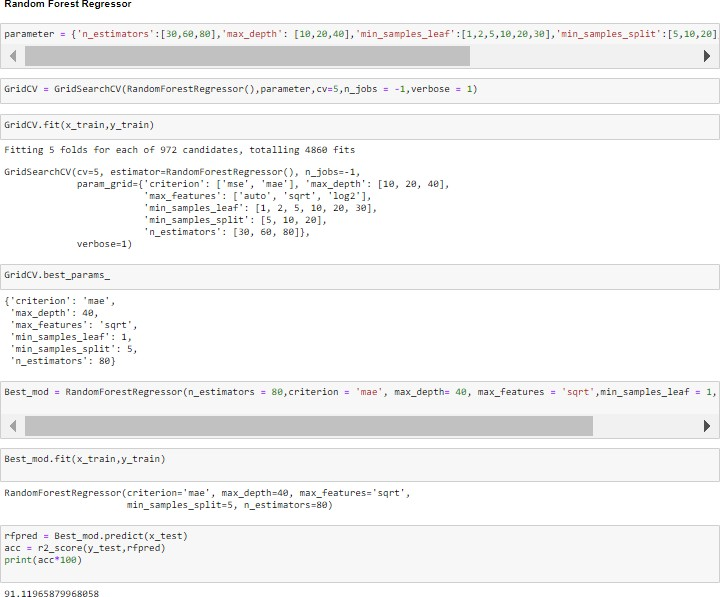 Random Forest Regressor
parameter = {'n_estimators':[30,60,80],'max_depth': [10,20,40],'min_samples_leaf':[1,2,5,10,20,30],'min_samples_split':[5,10,20]
GridCV = GridSearchCV(RandomForestRegressor(),parameter,cv=5,n_jobs = -1,verbose = 1)
GridCV.fit(x_train,y_train)
Fitting 5 folds for each of 972 candidates, totalling 4860 fits
GridSearchCV(cv=5, estimator=RandomForestRegressor(), n_jobs=-1,
param_grid={'criterion': ['mse', 'mae'], 'max_depth': [10, 20, 40],
'max_features': ['auto', 'sqrt', 'log2'],
'min_samples_leaf': [1, 2, 5, 10, 20, 30],
'min_samples_split': [5, 10, 20],
'n_estimators': [30, 60, 80]},
verbose=1)
GridCV.best_params_
{'criterion': 'mae',
'max_depth': 40,
'max_features': 'sqrt',
'min_samples_leaf': 1,
'min_samples_split': 5,
'n_estimators': 80}
Best_mod = RandomForestRegressor(n_estimators = 80,criterion = 'mae', max_depth= 40, max_features = 'sqrt',min_samples_leaf = 1,
Best_mod.fit(x_train,y_train)
RandomForestRegressor(criterion='mae', max_depth=40, max_features='sqrt',
min_samples_split=5, n_estimators=80)
rfpred = Best_mod.predict(x_test)
acc = r2_score(y_test,rfpred)
print(acc*100)
91.11965879968058